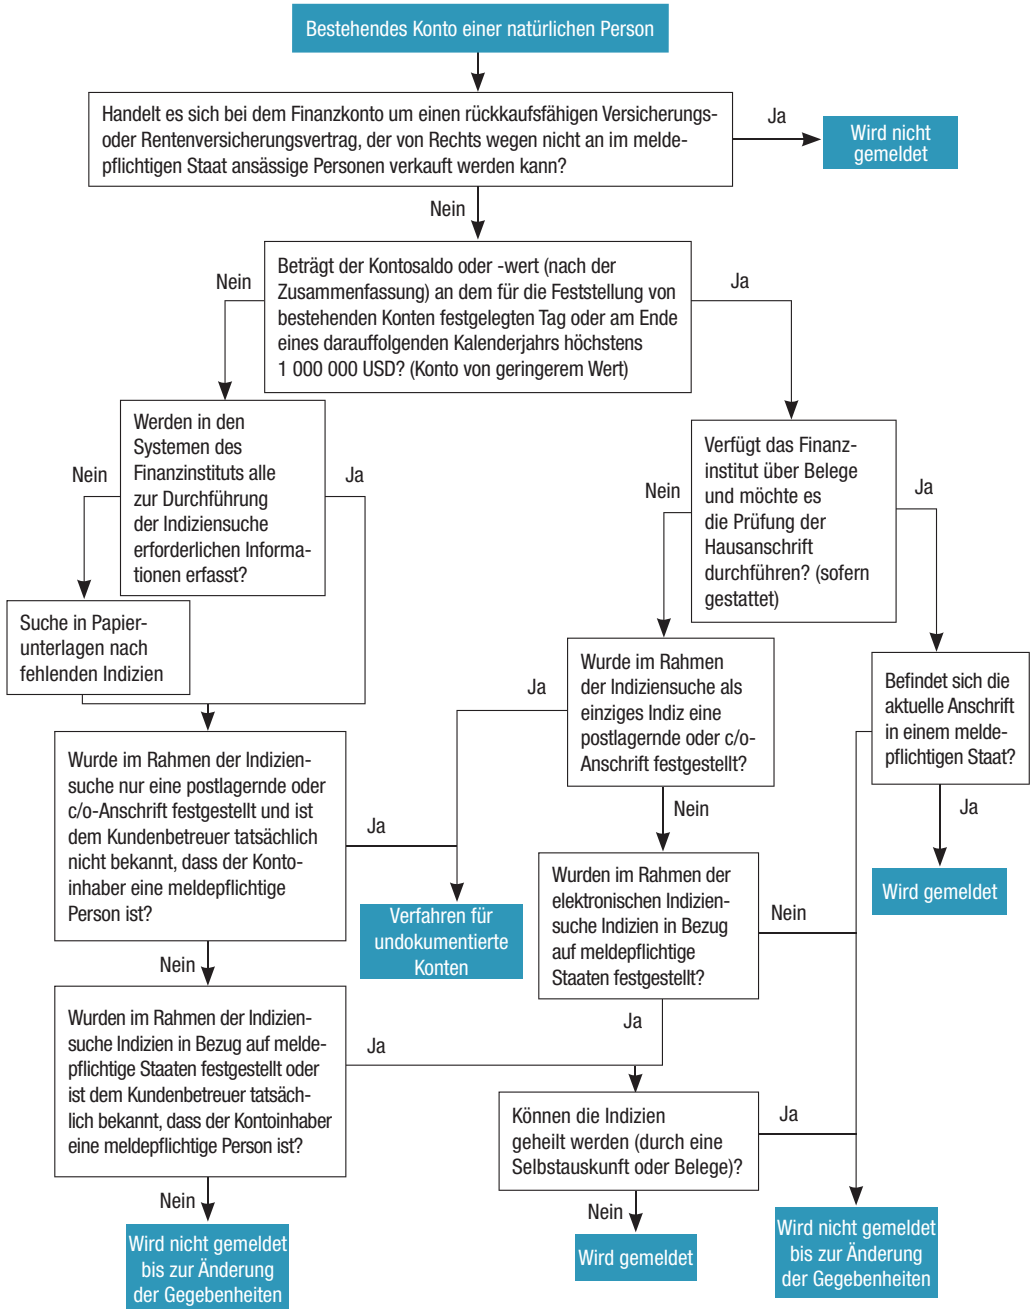 Bestehendes Konto einer natürlichen Person
Handelt es sich bei dem Finanzkonto um einen rückkaufsfähigen Versicherungs-
oder Rentenversicherungsvertrag, der von Rechts wegen nicht an im melde-
pflichtigen Staat ansässige Personen verkauft werden kann?
Ja
Wird nicht
gemeldet
Nein
Beträgt der Kontosaldo oder -wert (nach der
Zusammenfassung) an dem für die Feststellung von
bestehenden Konten festgelegten Tag oder am Ende
eines darauffolgenden Kalenderjahrs höchstens
1 000 000 USD? (Konto von geringerem Wert)
Nein
Ja
Werden in den
Systemen des
Finanzinstituts alle
zur Durchführung
der Indiziensuche
erforderlichen Informa-
tionen erfasst?
Nein
Ja
Verfügt das Finanz-
institut über Belege
und möchte es
die Prüfung der
Hausanschrift
durchführen? (sofern
gestattet)
Nein
Ja
Suche in Papier-
unterlagen nach
fehlenden Indizien
Wurde im Rahmen
der Indiziensuche als
einziges Indiz eine
postlagernde oder c/o-
Anschrift festgestellt?
Ja
Nein
Befindet sich die
aktuelle Anschrift
in einem melde-
pflichtigen Staat?
Ja
Wird gemeldet
Wurde im Rahmen der Indizien-
suche nur eine postlagernde oder
c/o-Anschrift festgestellt und ist
dem Kundenbetreuer tatsächlich
nicht bekannt, dass der Konto-
inhaber eine meldepflichtige
Person ist?
Ja
Verfahren für
undokumentierte
Konten
Nein
Wurden im Rahmen der
elektronischen Indizien-
suche Indizien in Bezug
auf meldepflichtige
Staaten festgestellt?
Nein
Ja
Wurden im Rahmen der Indizien-
suche Indizien in Bezug auf melde-
pflichtige Staaten festgestellt oder
ist dem Kundenbetreuer tatsäch-
lich bekannt, dass der Kontoinhaber
eine meldepflichtige Person ist?
Ja
Können die Indizien
geheilt werden (durch eine
Selbstauskunft oder Belege)?
Ja
Nein
Nein
Wird nicht gemeldet
bis zur Änderung
der Gegebenheiten
Wird gemeldet
Wird nicht gemeldet
bis zur Änderung
der Gegebenheiten